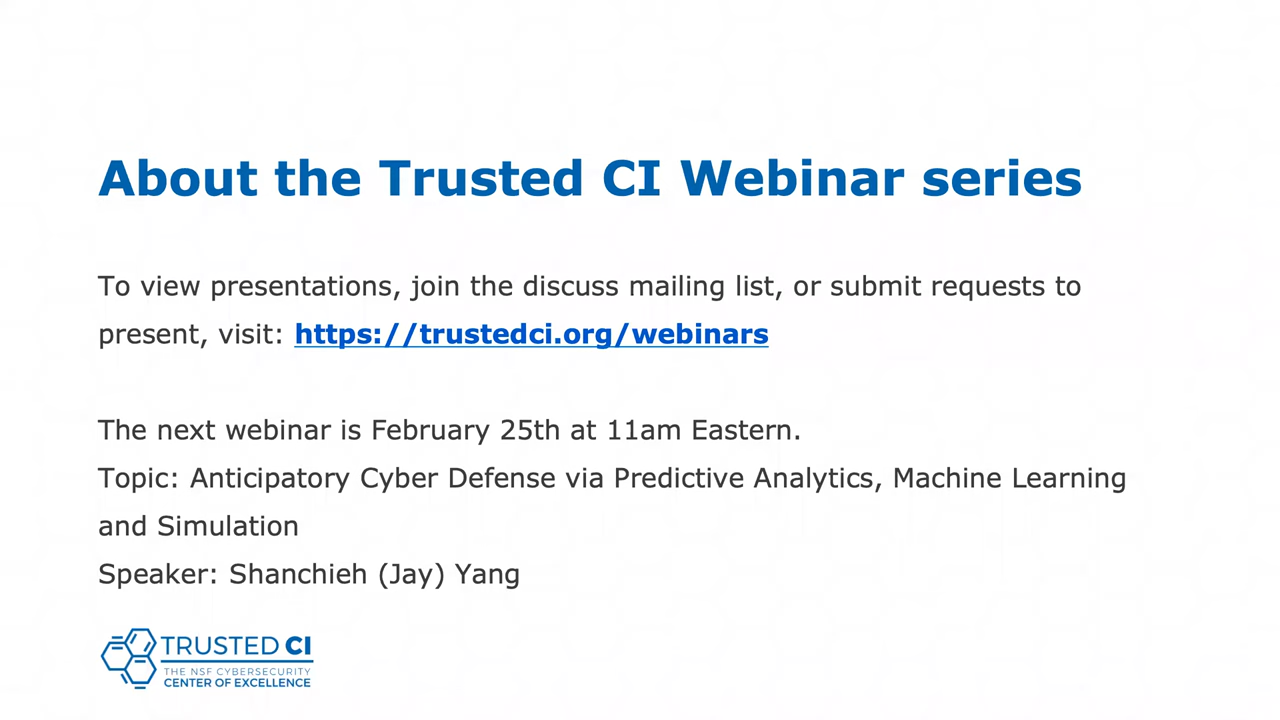 About the Trusted CI Webinar series
To view presentations, join the discuss mailing list, or submit requests to
present, visit: https://trustedci.org/webinars
The next webinar is February 25th at 11am Eastern.
Topic: Anticipatory Cyber Defense via Predictive Analytics, Machine Learning
and Simulation
Speaker: Shanchieh (Jay) Yang
TRUSTED CI
THE NSF CYBERSECURITY
CENTER OF EXCELLENCE